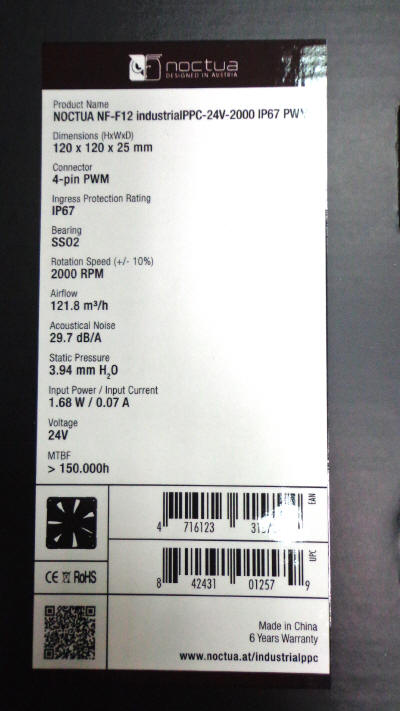 noctua
DESIGNED IN AUSTRIA
Product Name
NOCTUA NF-F12 industrialPPC-24V-2000 IP67 PWM
Dimensions (HxWxD)
120 x 120 x 25 mm
Connector
4-pin PWM
Ingress Protection Rating
IP67
Bearing
SSO2
Rotation Speed (+/- 10%)
2000 RPM
Airflow
121.8 m³/h
Acoustical Noise
29.7 dB/A
Static Pressure
3.94 mm H₂O
Input Power / Input Current
1.68 W / 0.07 A
Voltage
24V
MTBF
> 150.000h
EAN
4 716123
UPC
8 42431 01257 9
CE RoHS
Made in China
6 Years Warranty
www.noctua.at/industrialppc